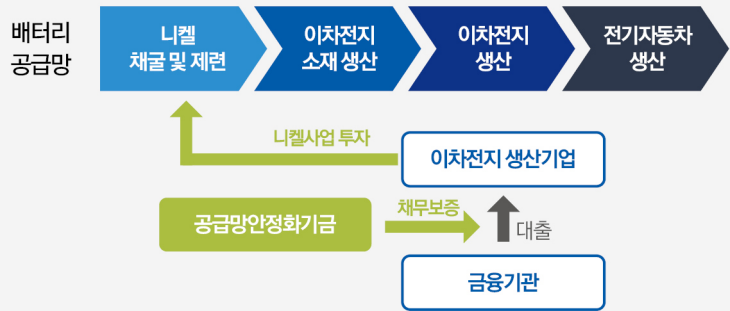 배터리
공급망
니켈
채굴 및 제련
이차전지
소재 생산
이차전지
생산
전기자동차
생산
니켈사업 투자
이차전지 생산기업
공급망안정화기금
채무보증
대출
금융기관